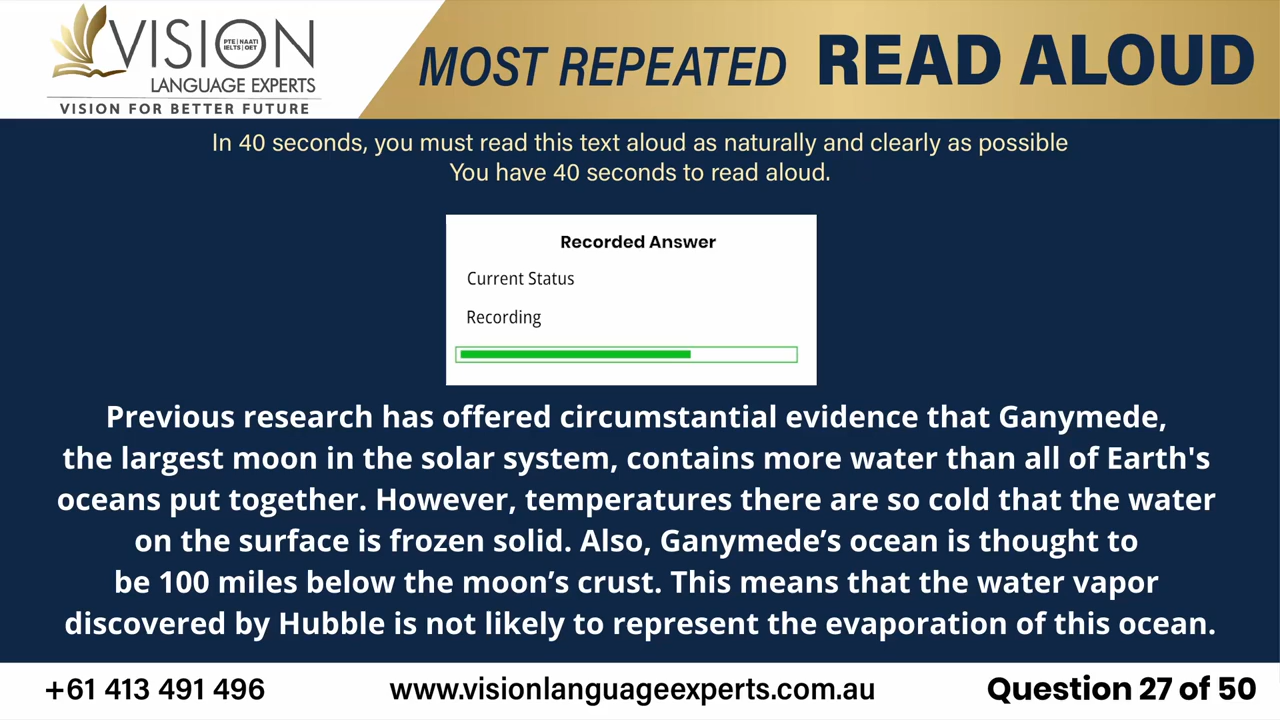 VISION
PTE | NAATI
IELTS | OET
LANGUAGE EXPERTS
VISION FOR BETTER FUTURE
MOST REPEATED READ ALOUD
In 40 seconds, you must read this text aloud as naturally and clearly as possible
You have 40 seconds to read aloud.
Recorded Answer
Current Status
Recording
Previous research has offered circumstantial evidence that Ganymede,
the largest moon in the solar system, contains more water than all of Earth's
oceans put together. However, temperatures there are so cold that the water
on the surface is frozen solid. Also, Ganymede’s ocean is thought to
be 100 miles below the moon’s crust. This means that the water vapor
discovered by Hubble is not likely to represent the evaporation of this ocean.
+61 413 491 496
www.visionlanguageexperts.com.au
Question 27 of 50